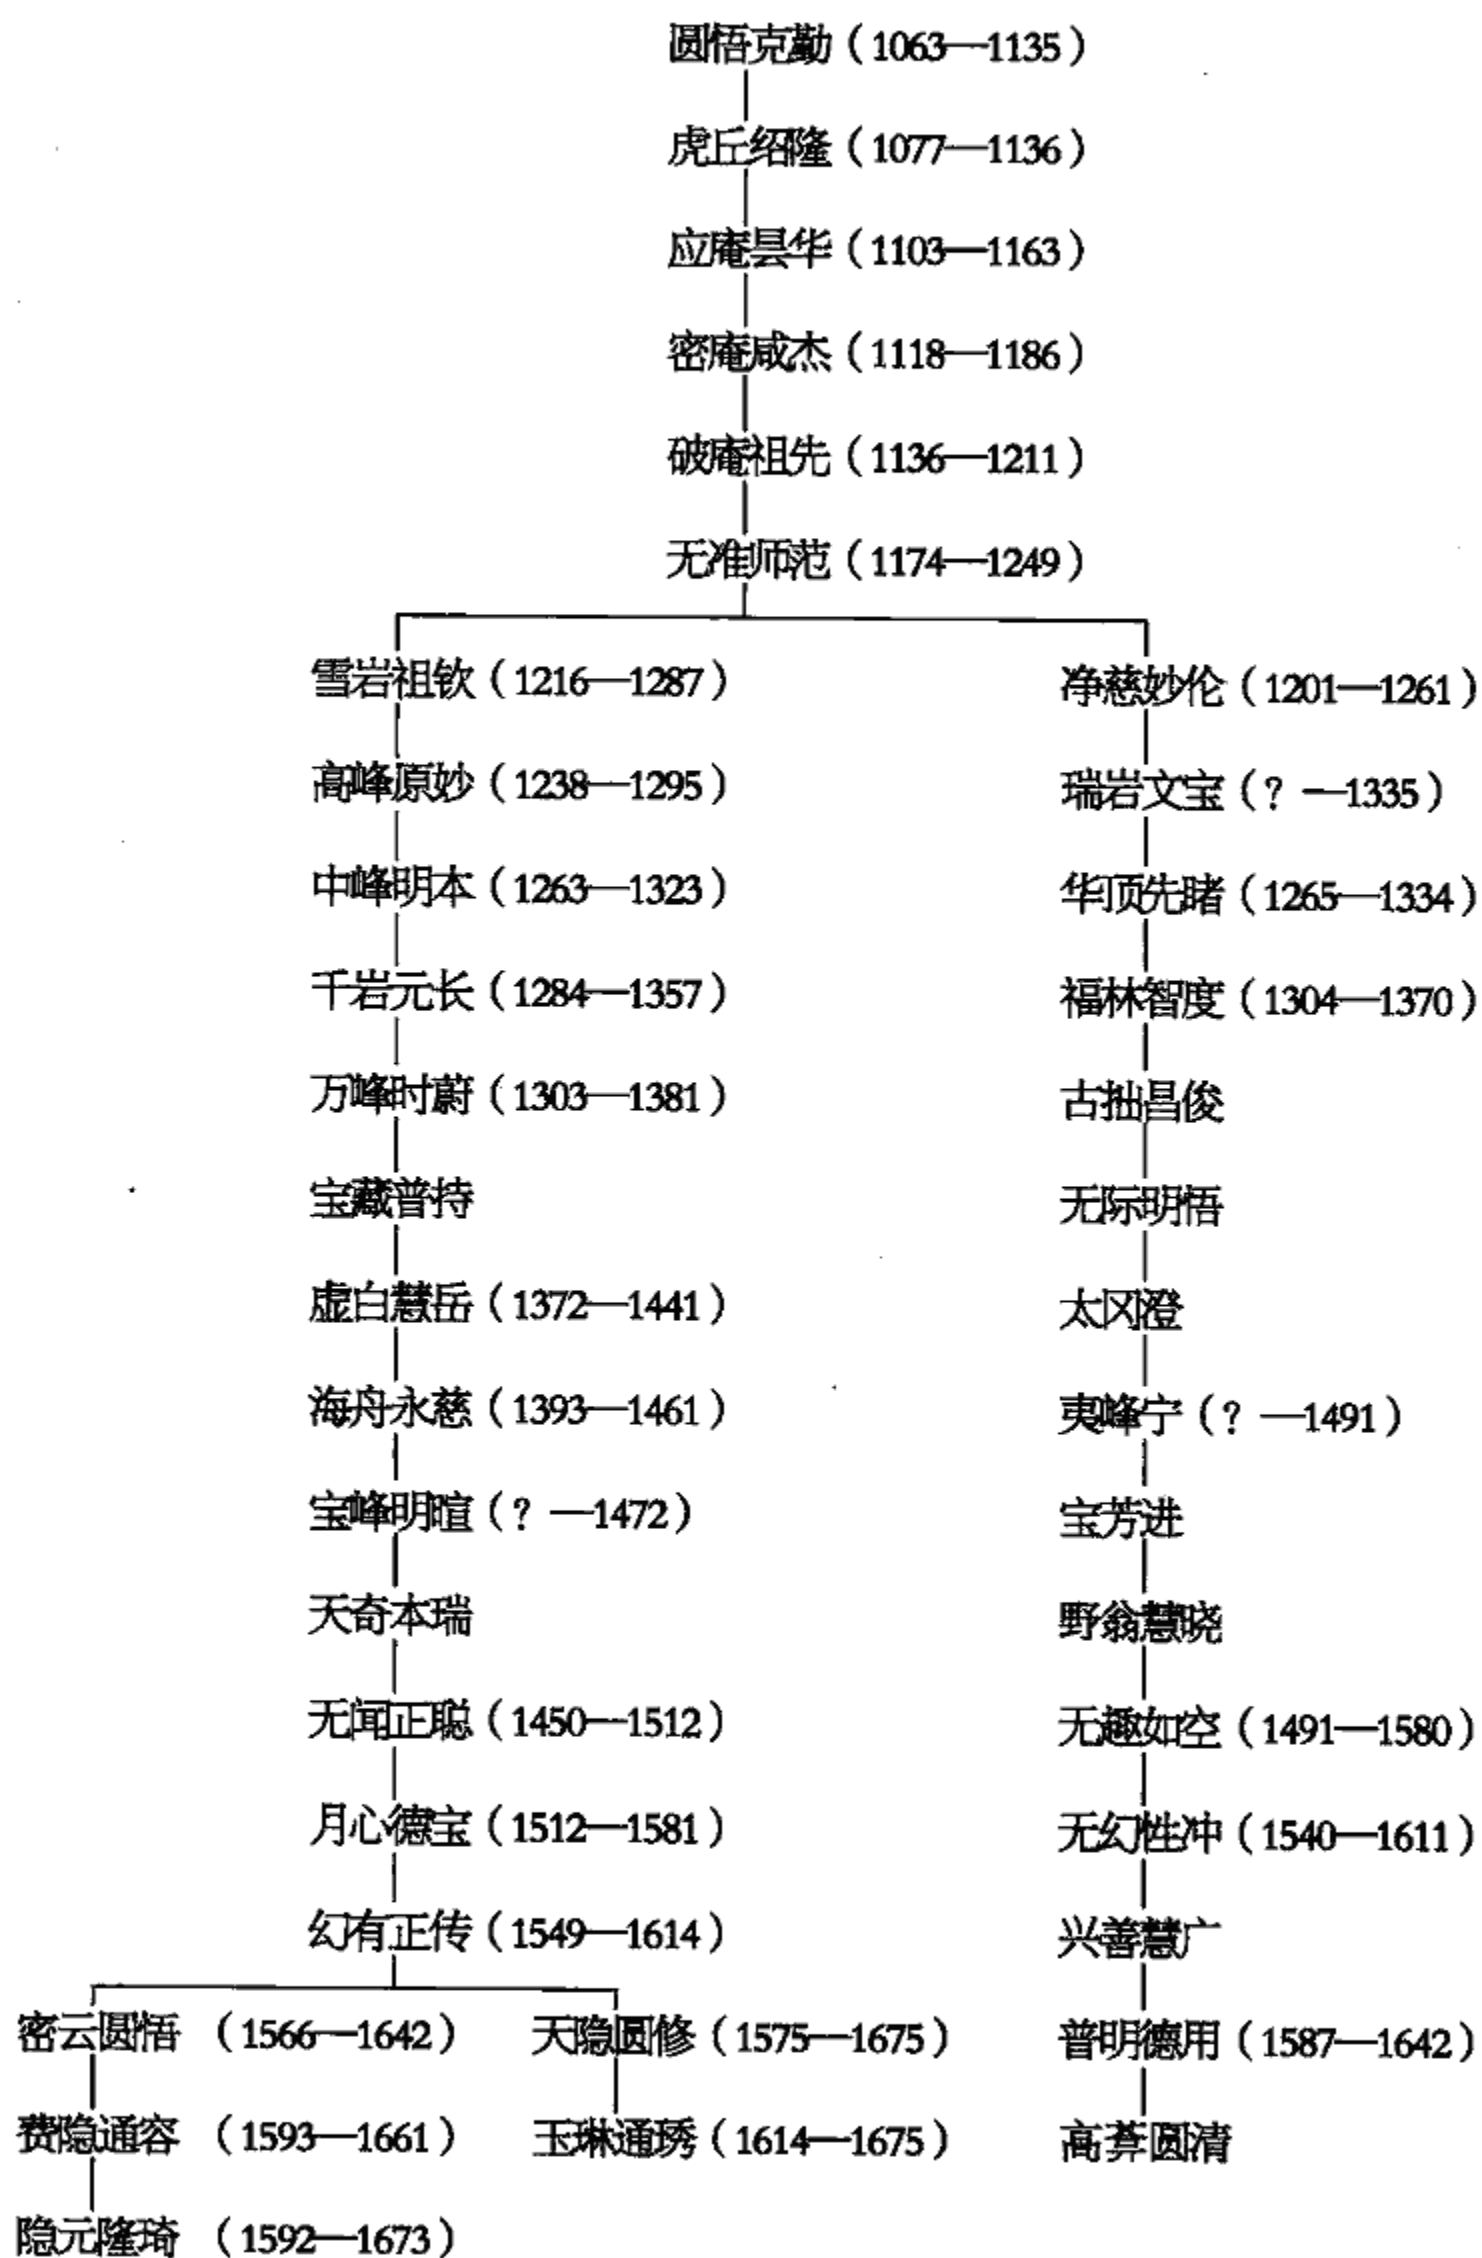 圆悟克勤（1063—1135）
虎丘绍隆（1077—1136）
应庵昙华（1103—1163）
密庵咸杰（1118—1186）
破庵祖先（1136—1211）
无准师范（1174—1249）
雪岩祖钦（1216—1287）
高峰原妙（1238—1295）
中峰明本（1263—1323）
千岩元长（1284—1357）
万峰时蔚（1303—1381）
宝藏普持
虚白慧岳（1372—1441）
海舟永慈（1393—1461）
宝峰明暄（？—1472）
天奇本瑞
无闻正聪（1450—1512）
月心德宝（1512—1581）
幻有正传（1549—1614）
密云圆悟（1566—1642）
费隐通容（1593—1661）
隐元隆琦（1592—1673）
天隐圆修（1575—1675）
玉琳通琇（1614—1675）
净慈妙伦（1201—1261）
瑞岩文宝（？—1335）
华顶先睹（1265—1334）
福林智度（1304—1370）
古拙昌俊
无际明悟
太冈澄
夷峰宁（？—1491）
宝芳进
野翁慧晓
无趣如空（1491—1580）
无幻性冲（1540—1611）
兴善慧广
普明德用（1587—1642）
高 圆清